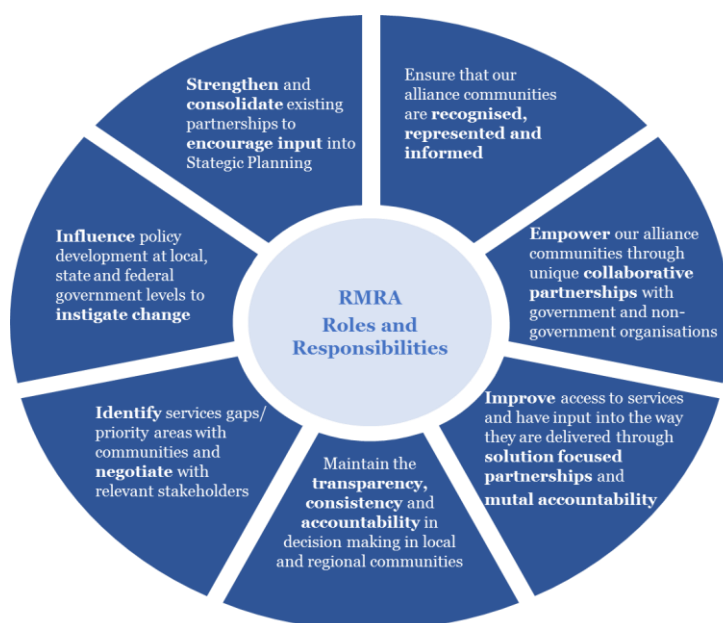 Strengthen and
consolidate existing
partnerships to
encourage input into
Stategic Planning
Ensure that our
alliance communities
are recognised,
represented and
informed
Empower our alliance
communities through
unique collaborative
partnerships with
government and non-
government organisations
Improve access to services
and have input into the way
they are delivered through
solution focused
partnerships and
mutal accountability
Maintain the
transparency,
consistency and
accountability in
decision making in local
and regional communities
Identify services gaps/
priority areas with
communities and
negotiate with
relevant stakeholders
Influence policy
development at local,
state and federal
government levels to
instigate change
RMRA
Roles and
Responsibilities